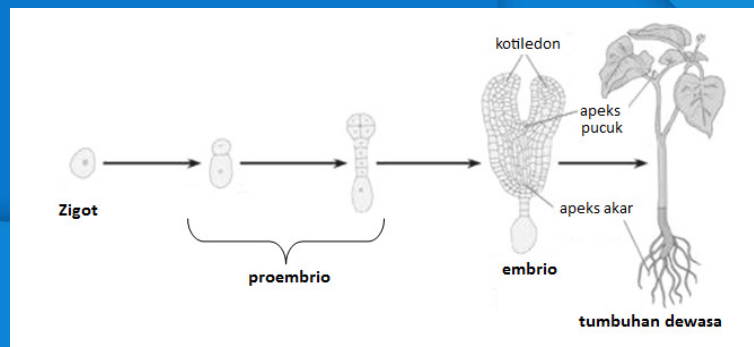 kotiledon
apeks
pucuk
Zigot
apeks akar
proembrio
embrio
tumbuhan dewasa